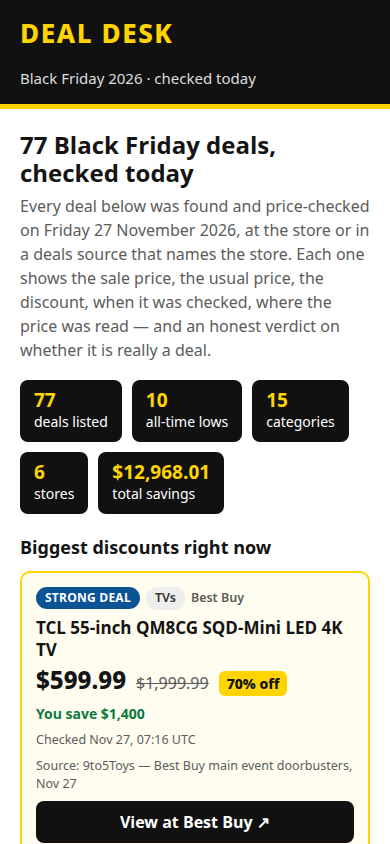 DEAL DESK
Black Friday 2026 · checked today
77 Black Friday deals,
checked today
Every deal below was found and price-checked
on Friday 27 November 2026, at the store or in
a deals source that names the store. Each one
shows the sale price, the usual price, the
discount, when it was checked, where the
price was read — and an honest verdict on
whether it is really a deal.
77 10 15
deals listed all-time lows categories
6 $12,968.01
stores total savings
Biggest discounts right now
STRONG DEAL TVs Best Buy
TCL 55-inch QM8CG SQD-Mini LED 4K
TV
$599.99 $1,999.99 70% off
You save $1,400
Checked Nov 27, 07:16 UTC
Source: 9to5Toys — Best Buy main event doorbusters,
Nov 27
View at Best Buy ↗